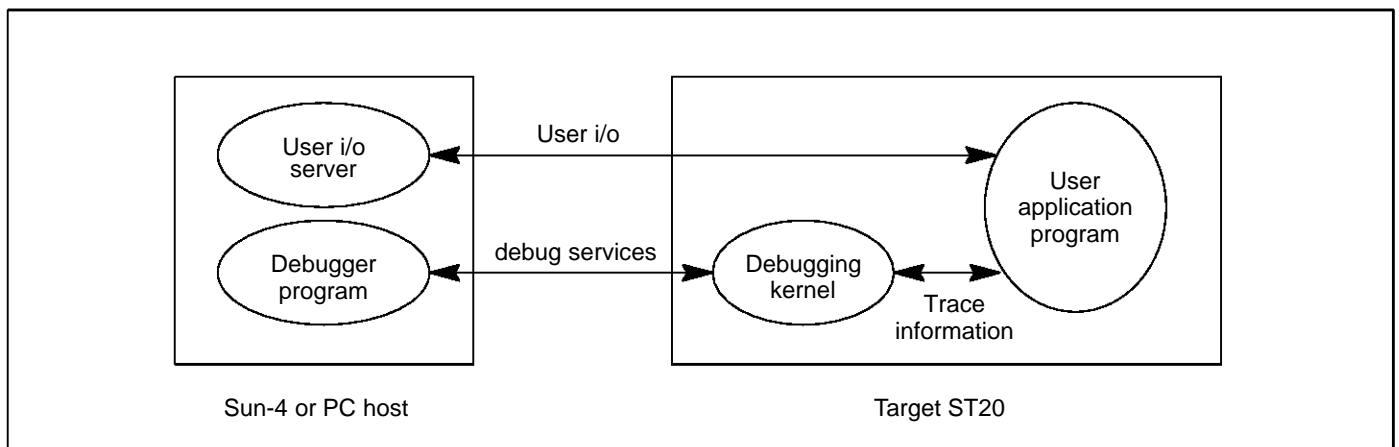 User i/o
server
User i/o
User
application
program
Debugger
program
debug services
Debugging
kernel
Trace
information
Sun-4 or PC host
Target ST20